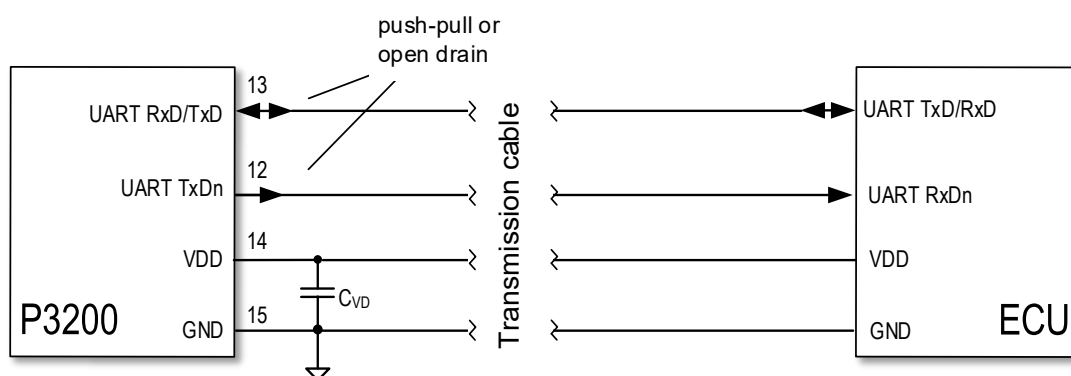 push-pull or
open drain
13
UART RxD/TxD
UART TxD/RxD
12
UART TxDn
UART RxDn
Transmission cable
14
VDD
VDD
CVD
P3200
15
GND
GND
ECU